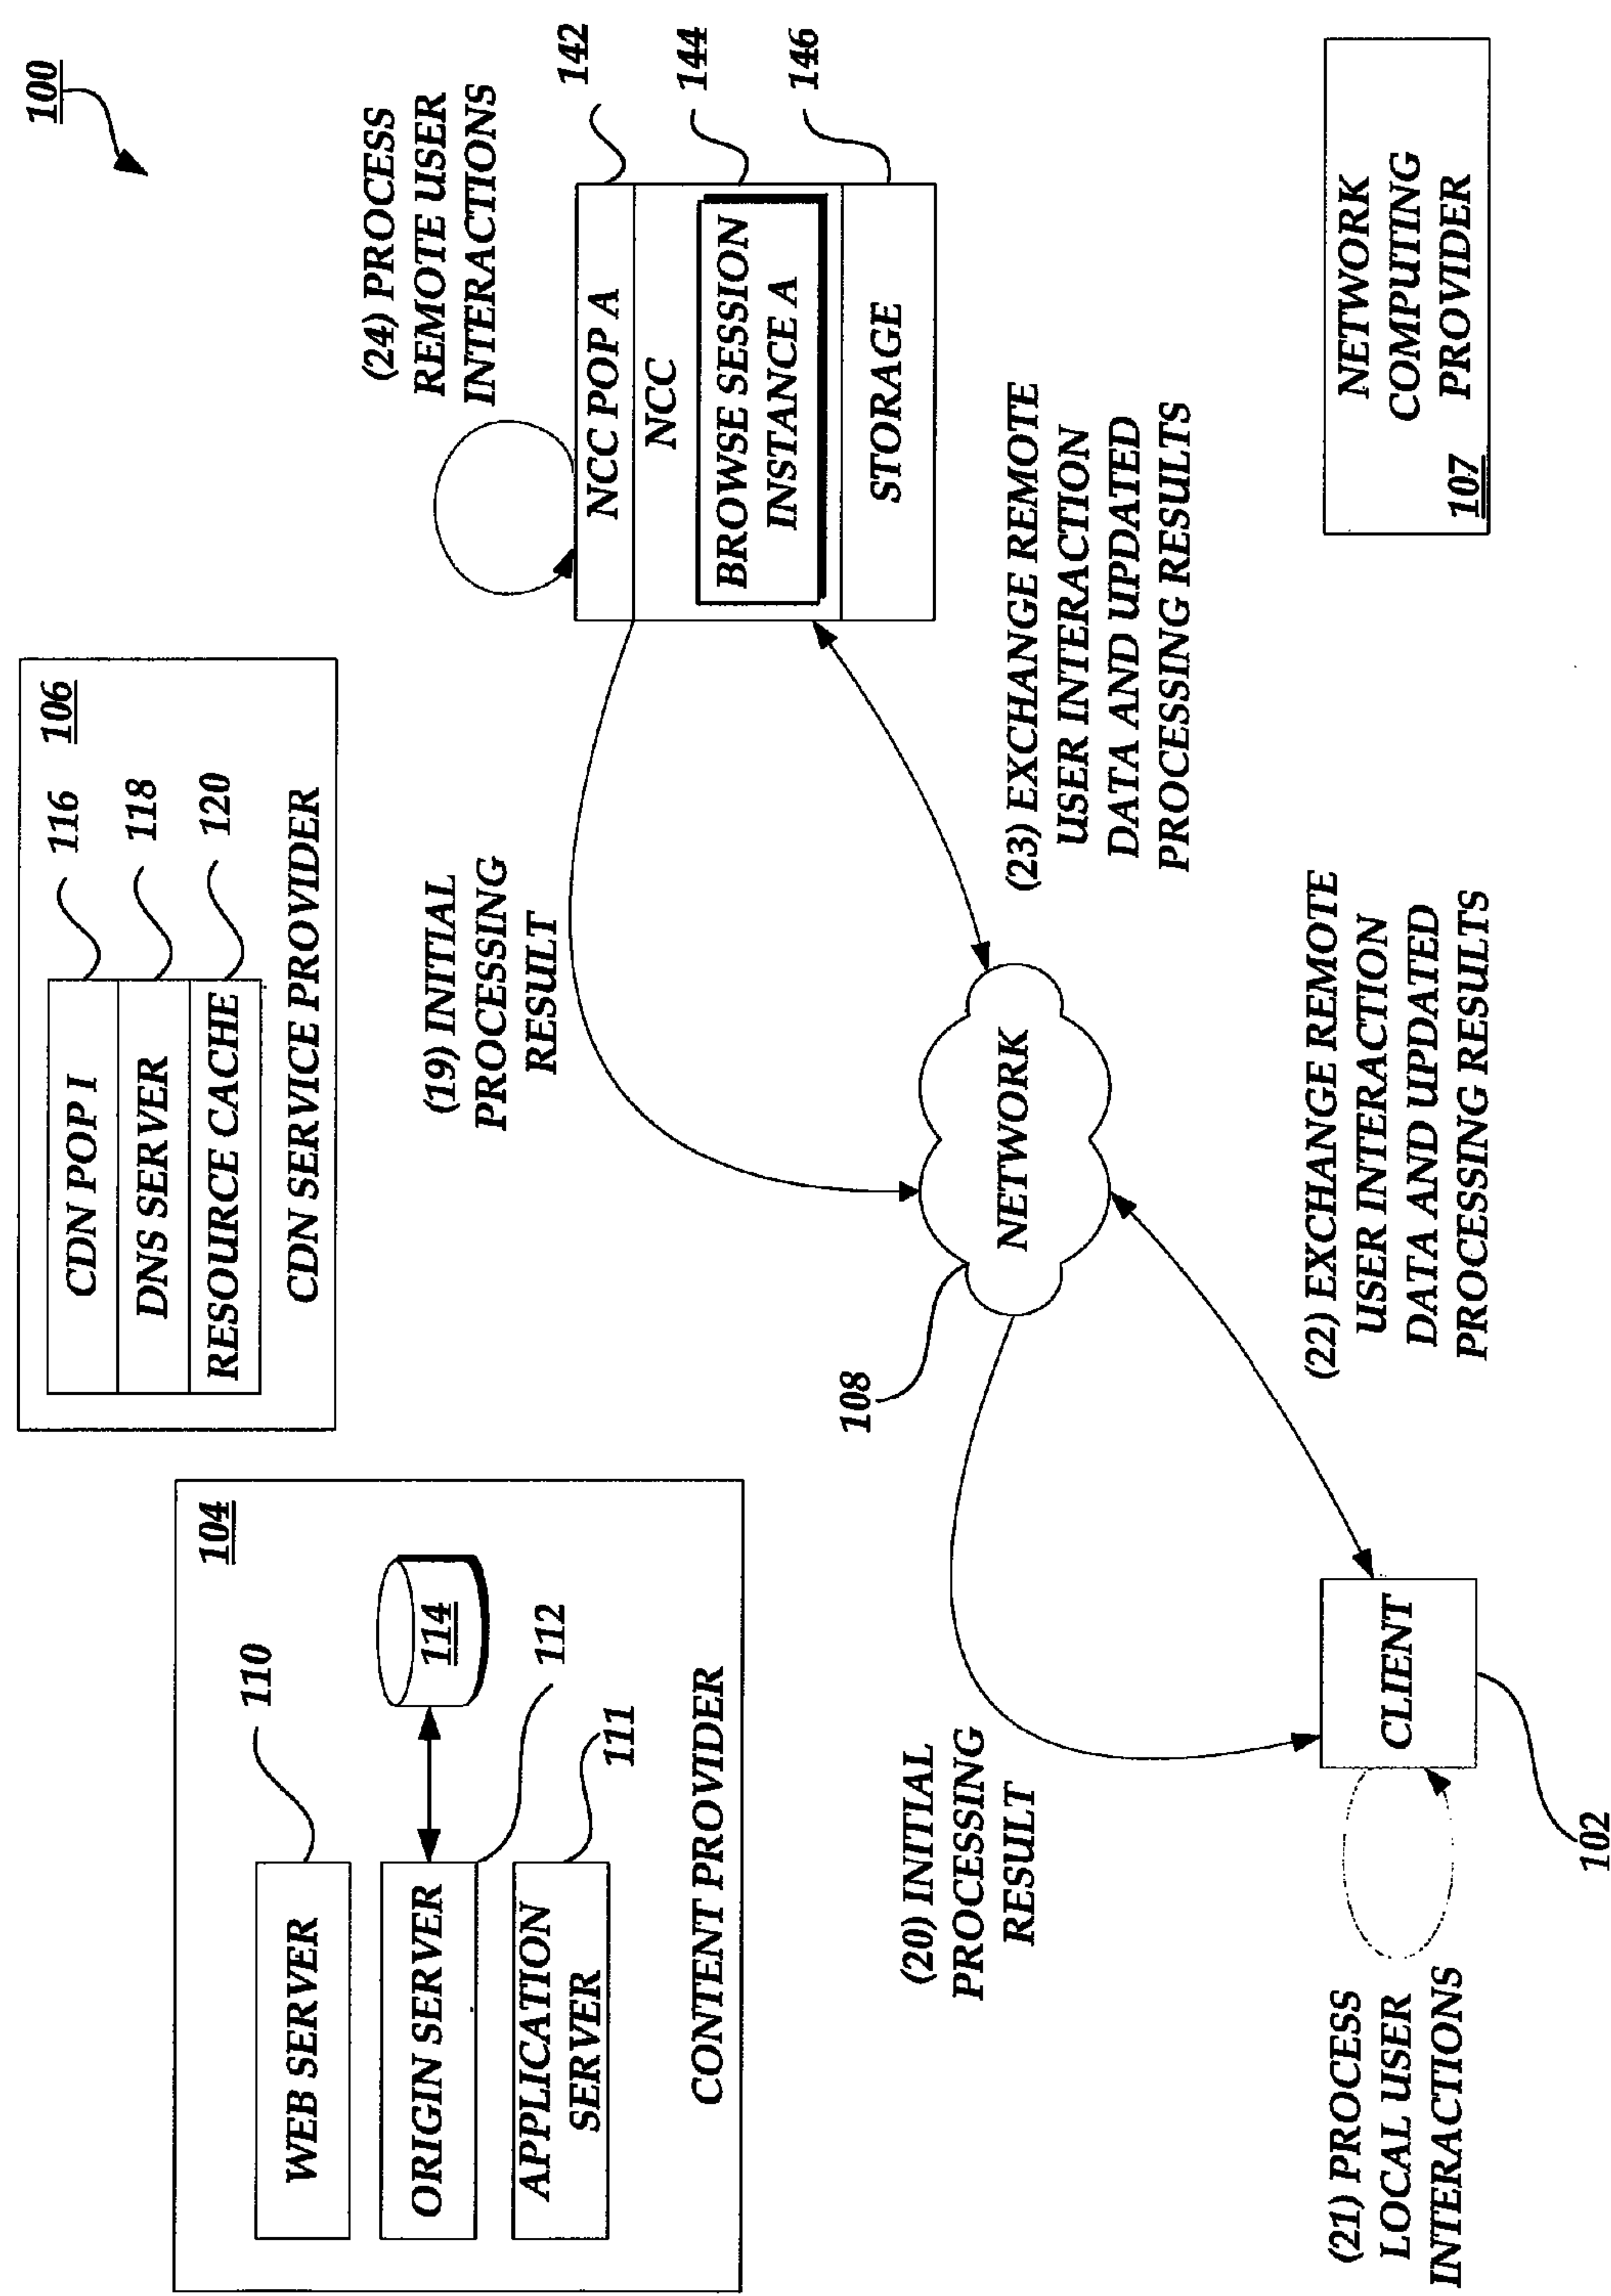 100
104
WEB SERVER
110
ORIGIN SERVER
114
112
APPLICATION
SERVER
111
CONTENT PROVIDER
106
CDN POP I
116
DNS SERVER
118
RESOURCE CACHE
120
CDN SERVICE PROVIDER
(24) PROCESS
REMOTE USER
INTERACTIONS
(19) INITIAL
PROCESSING
RESULT
NCC POP A
142
NCC
144
BROWSE SESSION
INSTANCE A
STORAGE
146
108
NETWORK
(20) INITIAL
PROCESSING
RESULT
(23) EXCHANGE REMOTE
USER INTERACTION
DATA AND UPDATED
PROCESSING RESULTS
(21) PROCESS
LOCAL USER
INTERACTIONS
CLIENT
102
(22) EXCHANGE REMOTE
USER INTERACTION
DATA AND UPDATED
PROCESSING RESULTS
NETWORK
COMPUTING
PROVIDER
107